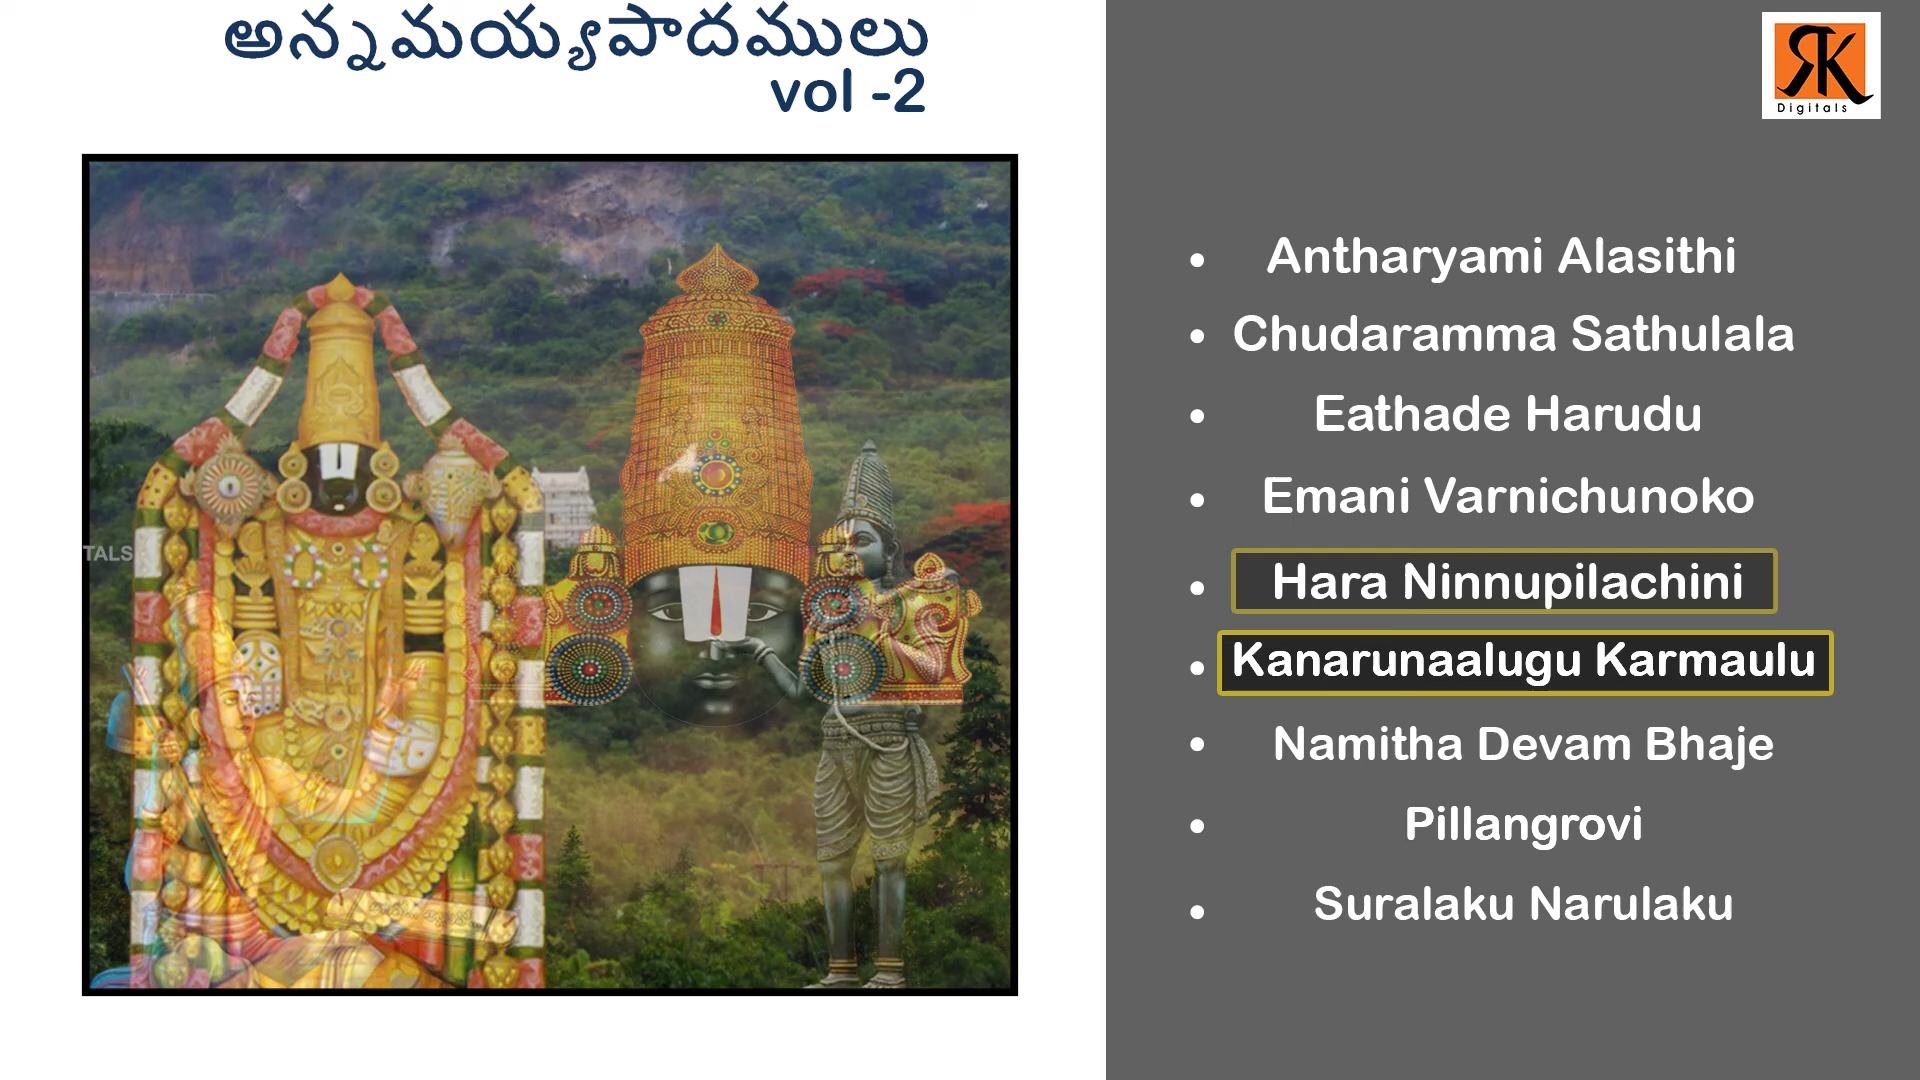 అన్నమయ్యపాదములు
vol -2
RK
Digitals
TALS
• Antharyami Alasithi
• Chudaramma Sathulala
• Eathade Harudu
• Emani Varnichunoko
• Hara Ninnupilachini
• Kanarunaalugu Karmaulu
• Namitha Devam Bhaje
• Pillangrovi
• Suralaku Narulaku